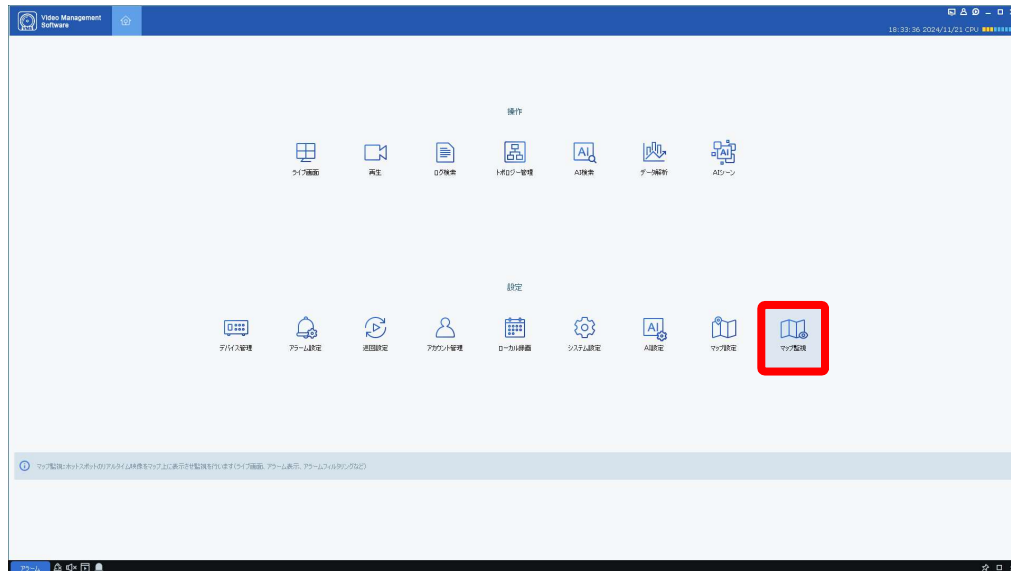 Video Management
Software
18:33:36 2024/11/21 CPU
操作
ライブ画面
再生
ログ検索
トポロジー管理
AI検索
データ解析
AIシーン
設定
デバイス管理
アラーム設定
巡回設定
アカウント管理
ローカル録画
システム設定
AI設定
マップ設定
マップ監視
マップ監視:ホットスポットのリアルタイム映像をマップ上に表示させ監視を行います(ライブ画面、アラーム表示、アラームフィルタリングなど)
アラーム